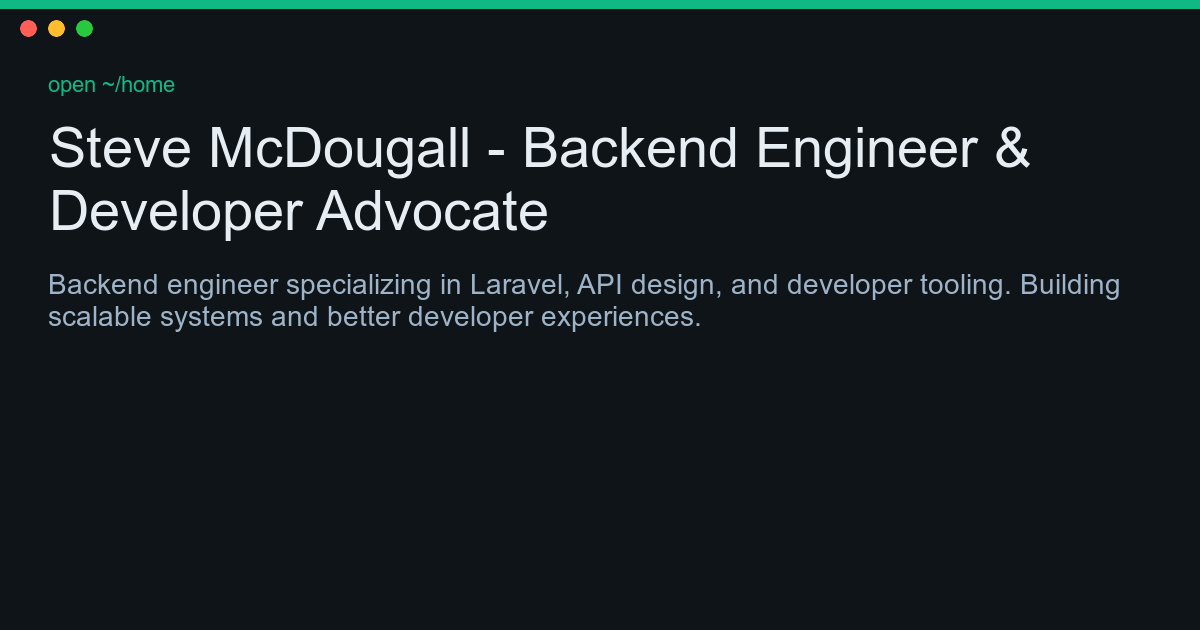 open ~/home
Steve McDougall - Backend Engineer &
Developer Advocate
Backend engineer specializing in Laravel, API design, and developer tooling. Building
scalable systems and better developer experiences.